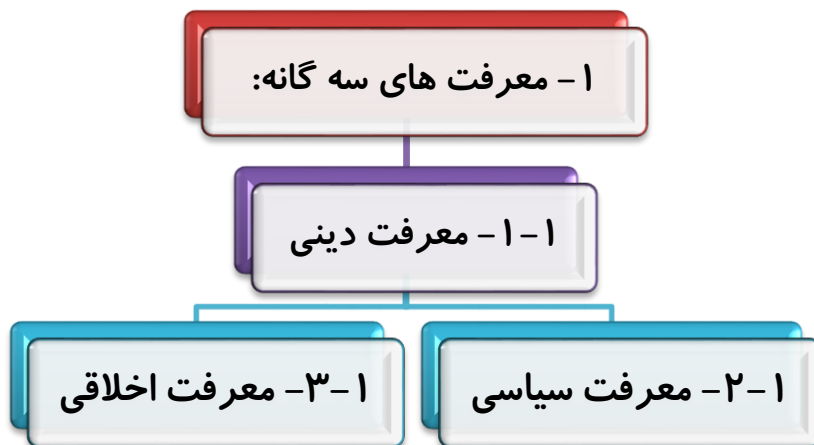 ۱- معرفت های سه گانه:
۱-۱- معرفت دینی
۱-۲- معرفت سیاسی
۱-۳- معرفت اخلاقی